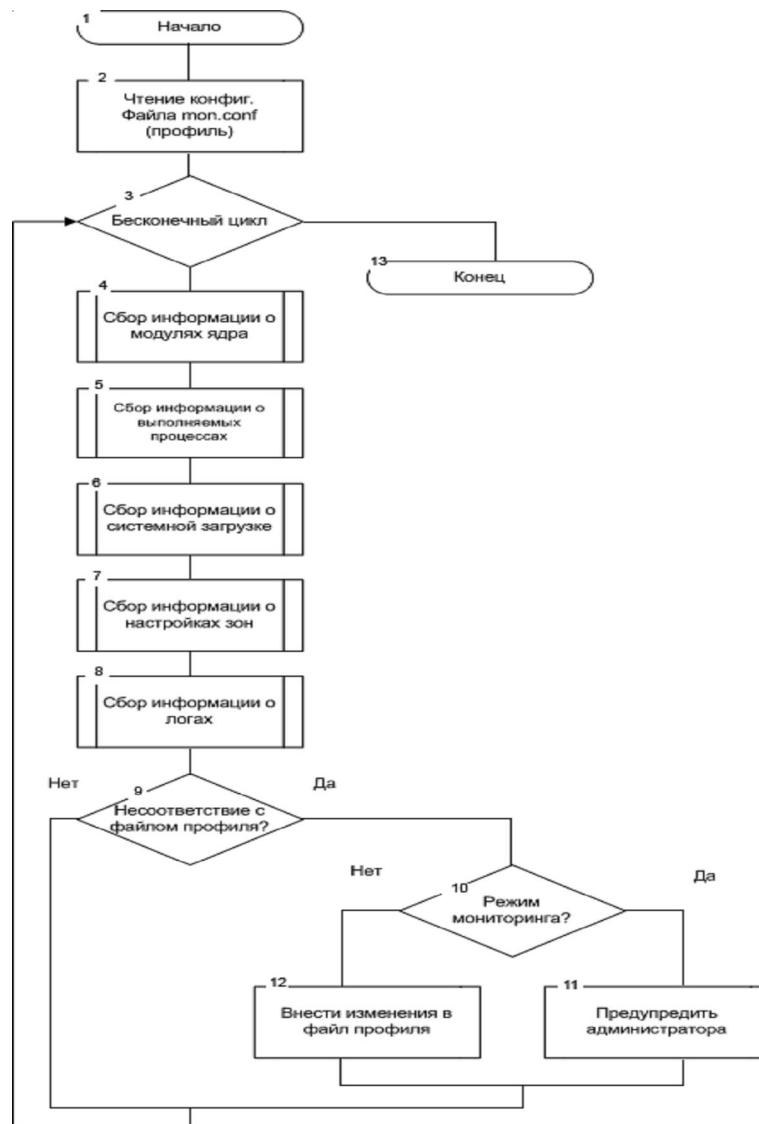 1
Начало
2
Чтение конфиг.
Файла mon.conf
(профиль)
3
Бесконечный цикл
13
Конец
4
Сбор информации о
модулях ядра
5
Сбор информации о
выполняемых
процессах
6
Сбор информации о
системной загрузке
7
Сбор информации о
настройках зон
8
Сбор информации о
логах
Нет
9
Да
Несоответствие с
файлом профиля?
Нет
10
Да
Режим
мониторинга?
12
Внести изменения в
файл профиля
11
Предупредить
администратора